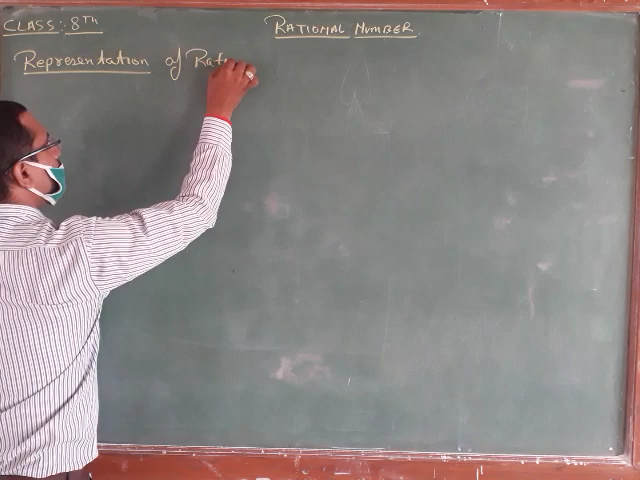 CLASS: 8TH
RATIONAL NUMBER.
Representation of Rat